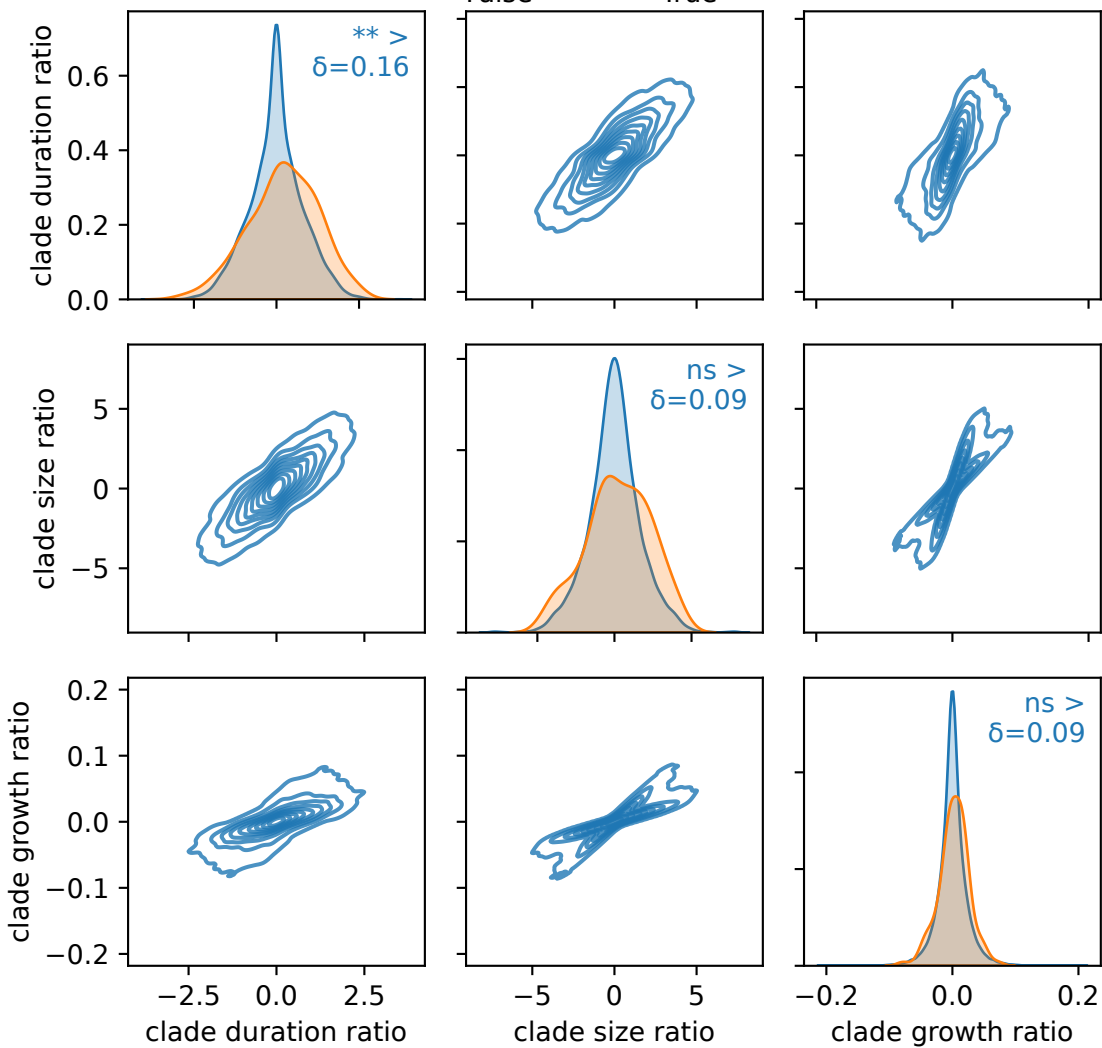 clade duration ratio
0.6
0.4
0.2
0.0
** >
δ=0.16
clade size ratio
5
0
−5
ns >
δ=0.09
clade growth ratio
0.2
0.1
0.0
−0.1
−0.2
ns >
δ=0.09
−2.5 0.0 2.5
clade duration ratio
−5 0 5
clade size ratio
−0.2 0.0 0.2
clade growth ratio